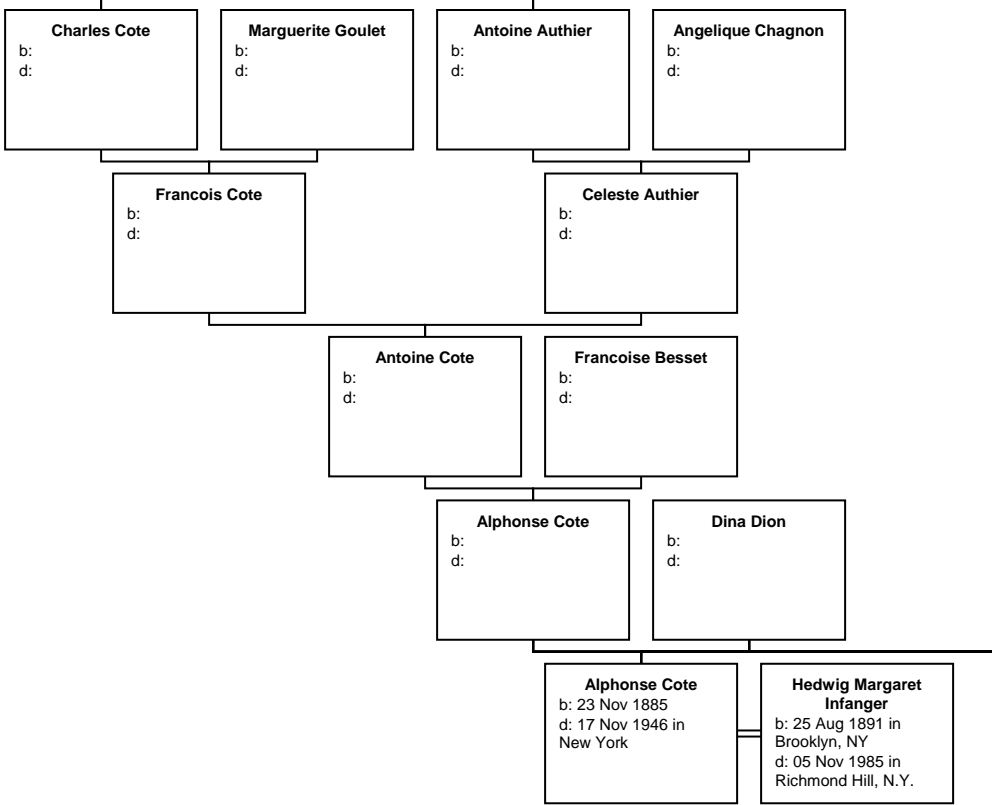 Charles Cote
b:
d:
Marguerite Goulet
b:
d:
Antoine Authier
b:
d:
Angelique Chagnon
b:
d:
Francois Cote
b:
d:
Celeste Authier
b:
d:
Antoine Cote
b:
d:
Francoise Besset
b:
d:
Alphonse Cote
b:
d:
Dina Dion
b:
d:
Alphonse Cote
b: 23 Nov 1885
d: 17 Nov 1946 in
New York
Hedwig Margaret
Infanger
b: 25 Aug 1891 in
Brooklyn, NY
d: 05 Nov 1985 in
Richmond Hill, N.Y.